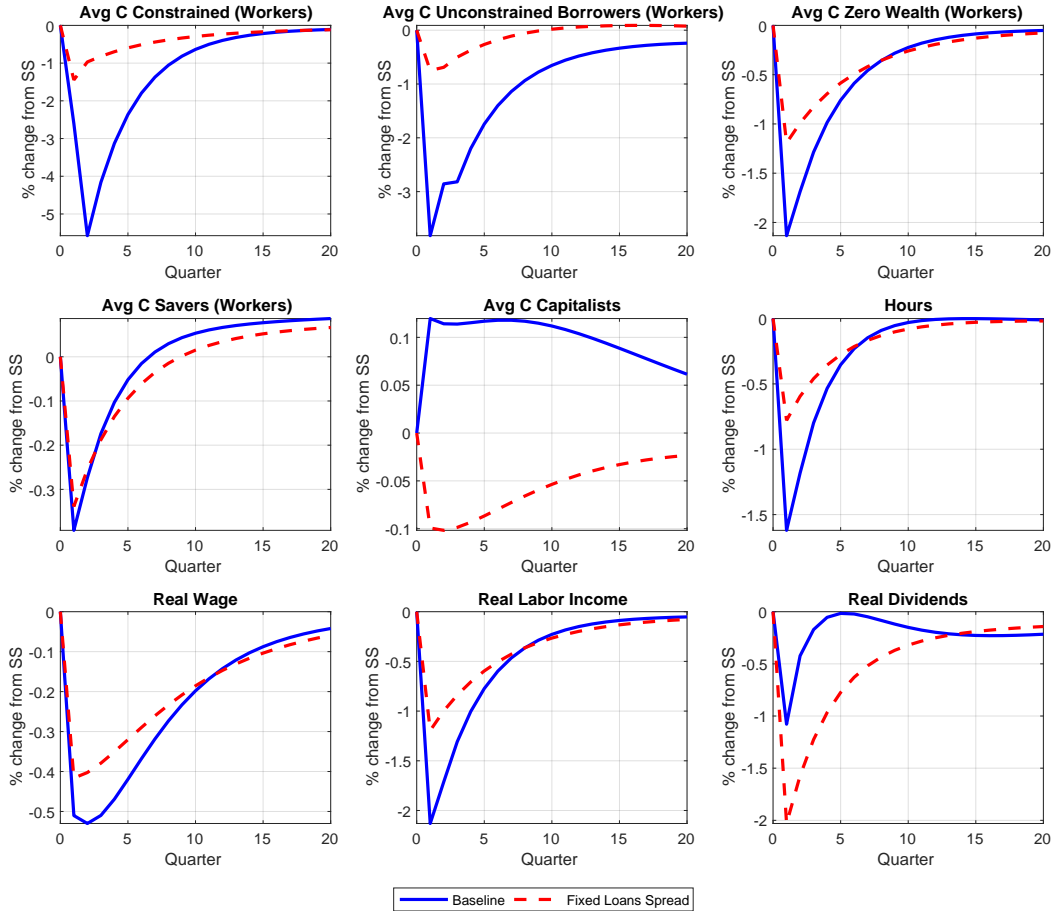 Avg C Constrained (Workers)
% change from SS
0
-1
-2
-3
-4
-5
0 5 10 15 20
Quarter
Avg C Unconstrained Borrowers (Workers)
% change from SS
0
-1
-2
-3
0 5 10 15 20
Quarter
Avg C Zero Wealth (Workers)
% change from SS
0
-0.5
-1
-1.5
-2
0 5 10 15 20
Quarter
Avg C Savers (Workers)
% change from SS
0
-0.1
-0.2
-0.3
0 5 10 15 20
Quarter
Avg C Capitalists
% change from SS
0.1
0.05
0
-0.05
-0.1
0 5 10 15 20
Quarter
Hours
% change from SS
0
-0.5
-1
-1.5
0 5 10 15 20
Quarter
Real Wage
% change from SS
0
-0.1
-0.2
-0.3
-0.4
-0.5
0 5 10 15 20
Quarter
Real Labor Income
% change from SS
0
-0.5
-1
-1.5
-2
0 5 10 15 20
Quarter
Real Dividends
% change from SS
0
-0.5
-1
-1.5
-2
0 5 10 15 20
Quarter
Baseline Fixed Loans Spread